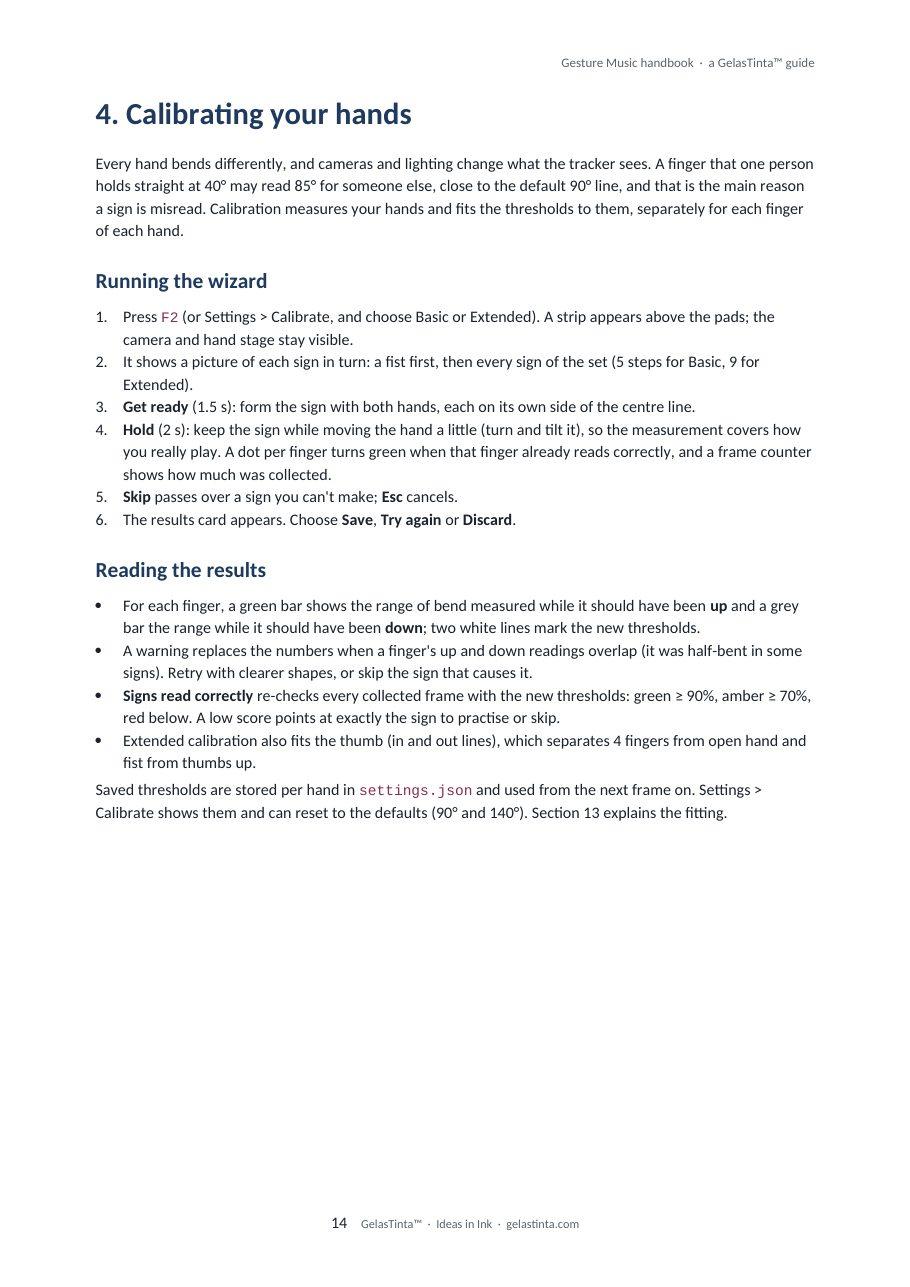 Gesture Music handbook · a GelasTinta™ guide
4. Calibrating your hands
Every hand bends differently, and cameras and lighting change what the tracker sees. A finger that one person
holds straight at 40° may read 85° for someone else, close to the default 90° line, and that is the main reason
a sign is misread. Calibration measures your hands and fits the thresholds to them, separately for each finger
of each hand.
Running the wizard
1. Press F2 (or Settings > Calibrate, and choose Basic or Extended). A strip appears above the pads; the
camera and hand stage stay visible.
2. It shows a picture of each sign in turn: a fist first, then every sign of the set (5 steps for Basic, 9 for
Extended).
3. Get ready (1.5 s): form the sign with both hands, each on its own side of the centre line.
4. Hold (2 s): keep the sign while moving the hand a little (turn and tilt it), so the measurement covers how
you really play. A dot per finger turns green when that finger already reads correctly, and a frame counter
shows how much was collected.
5. Skip passes over a sign you can't make; Esc cancels.
6. The results card appears. Choose Save, Try again or Discard.
Reading the results
• For each finger, a green bar shows the range of bend measured while it should have been up and a grey
bar the range while it should have been down; two white lines mark the new thresholds.
• A warning replaces the numbers when a finger's up and down readings overlap (it was half-bent in some
signs). Retry with clearer shapes, or skip the sign that causes it.
• Signs read correctly re-checks every collected frame with the new thresholds: green ≥ 90%, amber ≥ 70%,
red below. A low score points at exactly the sign to practise or skip.
• Extended calibration also fits the thumb (in and out lines), which separates 4 fingers from open hand and
fist from thumbs up.
Saved thresholds are stored per hand in settings.json and used from the next frame on. Settings >
Calibrate shows them and can reset to the defaults (90° and 140°). Section 13 explains the fitting.
14 GelasTinta™ · Ideas in Ink · gelastinta.com